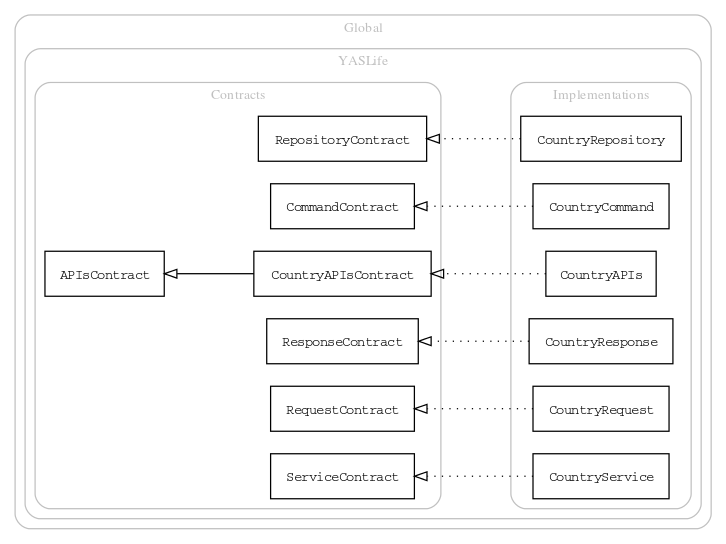 Global
YASLife
Contracts
Implementations
RepositoryContract
CountryRepository
CommandContract
CountryCommand
APIsContract
CountryAPIsContract
CountryAPIs
ResponseContract
CountryResponse
RequestContract
CountryRequest
ServiceContract
CountryService